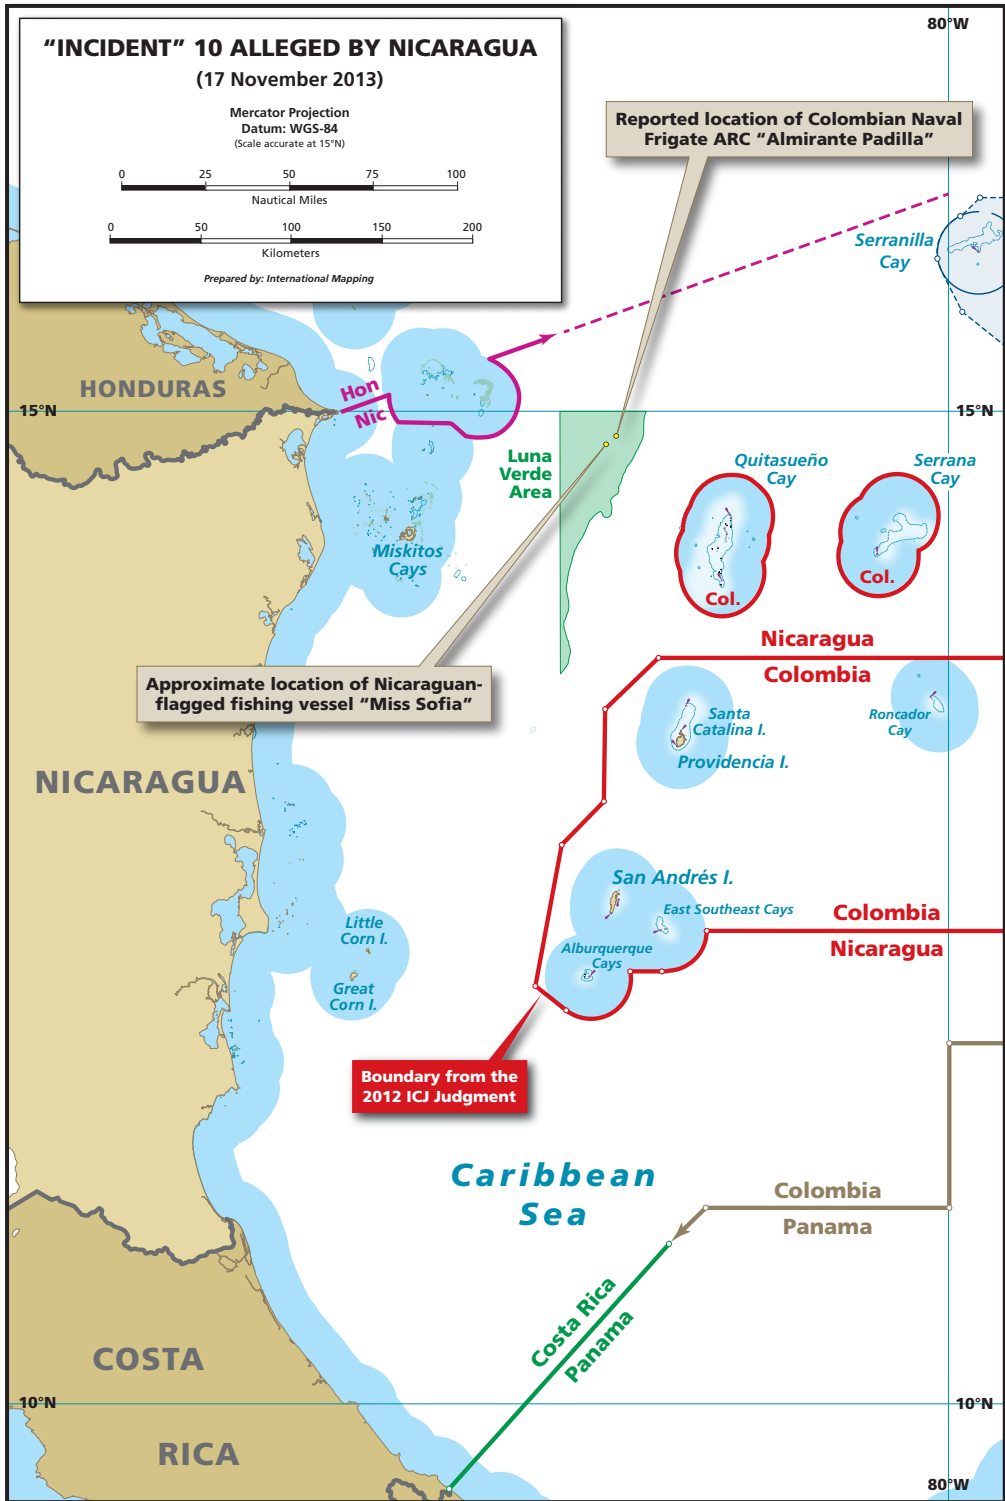 “INCIDENT” 10 ALLEGED BY NICARAGUA
(17 November 2013)
Mercator Projection
Datum: WGS-84
(Scale accurate at 15°N)
0 25 50 75 100
Nautical Miles
0 50 100 150 200
Kilometers
Prepared by: International Mapping
80°W
Reported location of Colombian Naval
Frigate ARC “Almirante Padilla”
Serranilla
Cay
HONDURAS
Hon
Nic
15°N
15°N
Luna
Verde
Area
Quitasueño
Cay
Serrana
Cay
Miskitos
Cays
Col.
Col.
Nicaragua
Colombia
Approximate location of Nicaraguan-
flagged fishing vessel “Miss Sofia”
Santa
Catalina I.
Providencia I.
Roncador
Cay
NICARAGUA
San Andrés I.
East Southeast Cays
Alburquerque
Cays
Colombia
Nicaragua
Little
Corn I.
Great
Corn I.
Boundary from the
2012 ICJ Judgment
Caribbean
Sea
Colombia
Panama
Costa Rica
Panama
COSTA
RICA
10°N
10°N
80°W